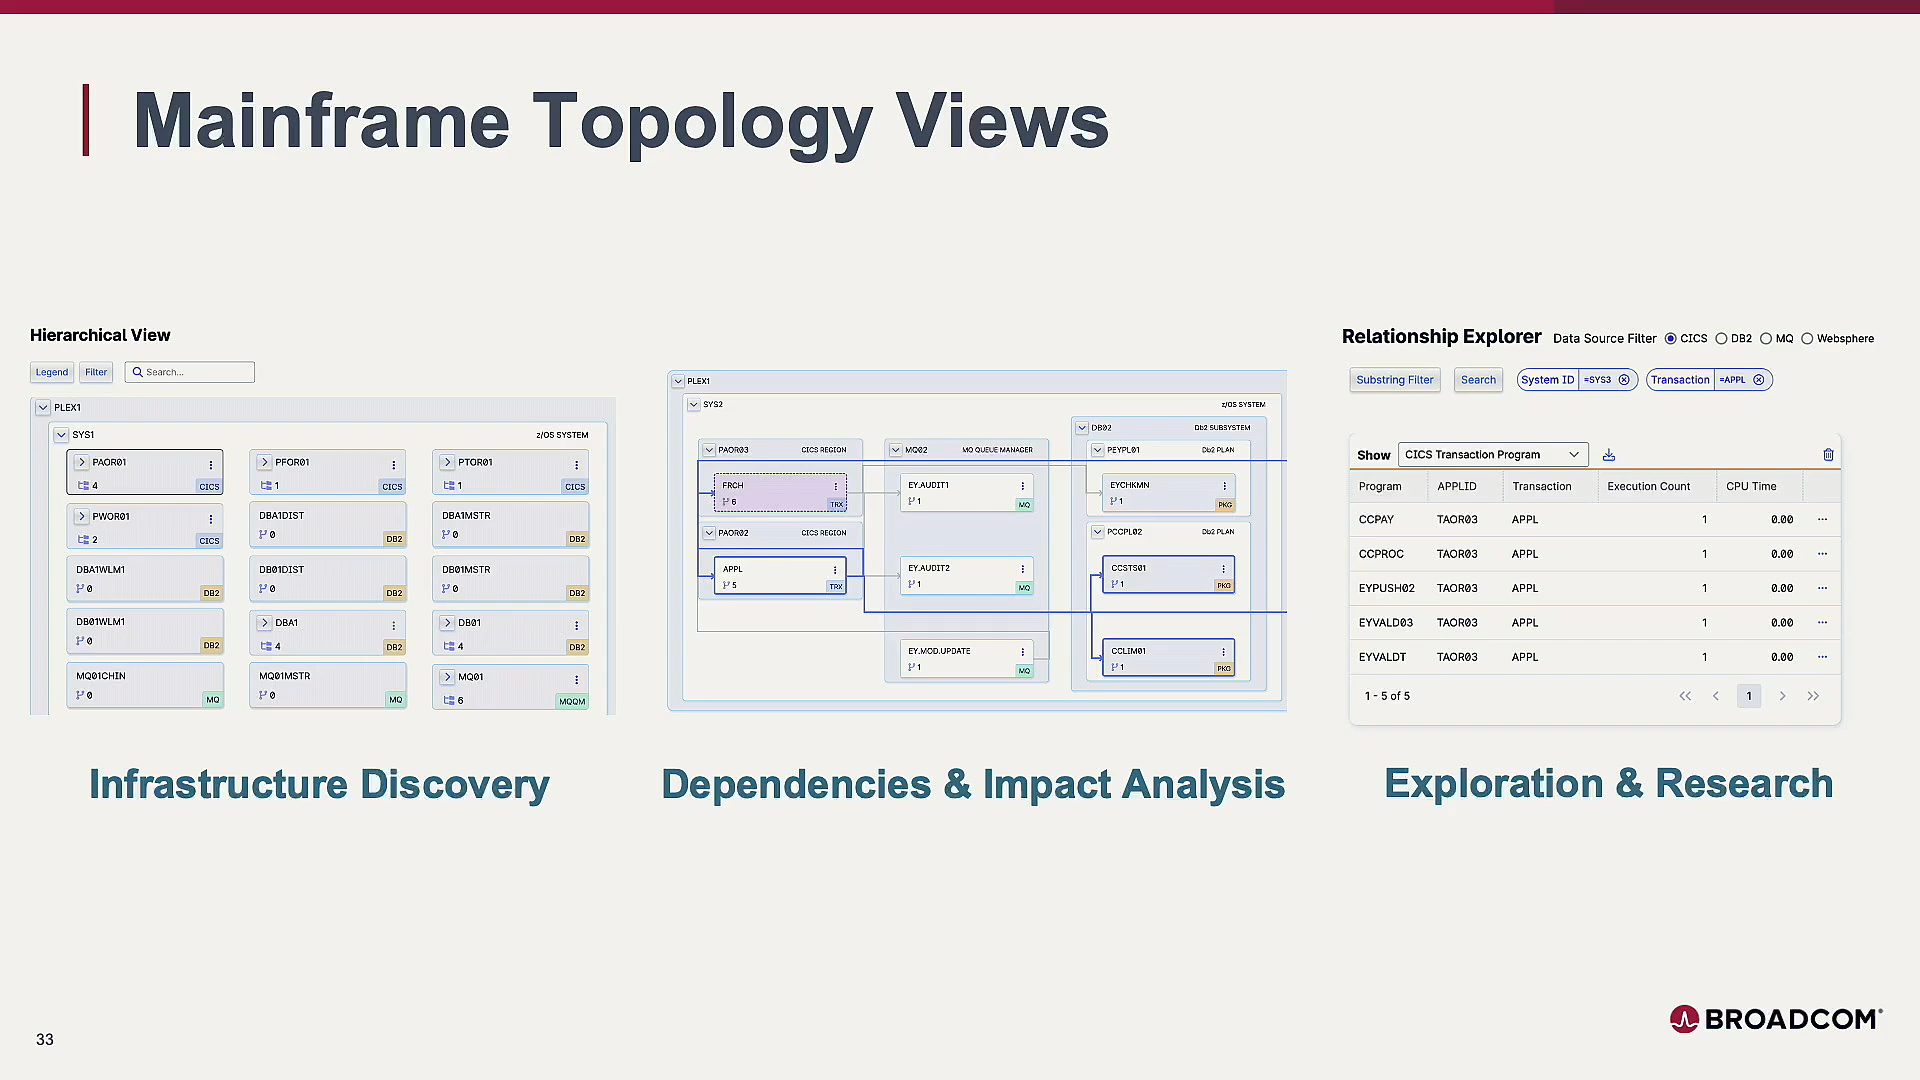 Mainframe Topology Views
Hierarchical View
Legend Filter Search...
PLEX1
SYS1 z/OS SYSTEM
PAOR01 4 CICS
PFOR01 1 CICS
PTOR01 1 CICS
PWOR01 2 CICS
DBA1DIST 0 DB2
DBA1MSTR 0 DB2
DBA1WLM1 0 DB2
DB01DIST 0 DB2
DB01MSTR 0 DB2
DB01WLM1 0 DB2
DBA1 4 DB2
DB01 4 DB2
MQ01CHIN 0 MQ
MQ01MSTR 0 MQ
MQ01 6 MQQM
Infrastructure Discovery
PLEX1
SYS2 z/OS SYSTEM
PAOR03 CICS REGION
FRCH 6 TRX
PAOR02 CICS REGION
APPL 5 TRX
MQ02 MQ QUEUE MANAGER
EY.AUDIT1 1 MQ
EY.AUDIT2 1 MQ
EY.MOD.UPDATE 1 MQ
DB02 Db2 SUBSYSTEM
PEYPL01 Db2 PLAN
EYCHKMN 1 PKG
PCCPL02 Db2 PLAN
CCSTS01 1 PKG
CCLIM01 1 PKG
Dependencies & Impact Analysis
Relationship Explorer Data Source Filter CICS DB2 MQ Websphere
Substring Filter Search System ID =SYS3 Transaction =APPL
Show CICS Transaction Program
Program APPLID Transaction Execution Count CPU Time
CCPAY TAOR03 APPL 1 0.00 ...
CCPROC TAOR03 APPL 1 0.00 ...
EYPUSH02 TAOR03 APPL 1 0.00 ...
EYVALD03 TAOR03 APPL 1 0.00 ...
EYVALDT TAOR03 APPL 1 0.00 ...
1 - 5 of 5 << < 1 > >>
Exploration & Research
33
BROADCOM®